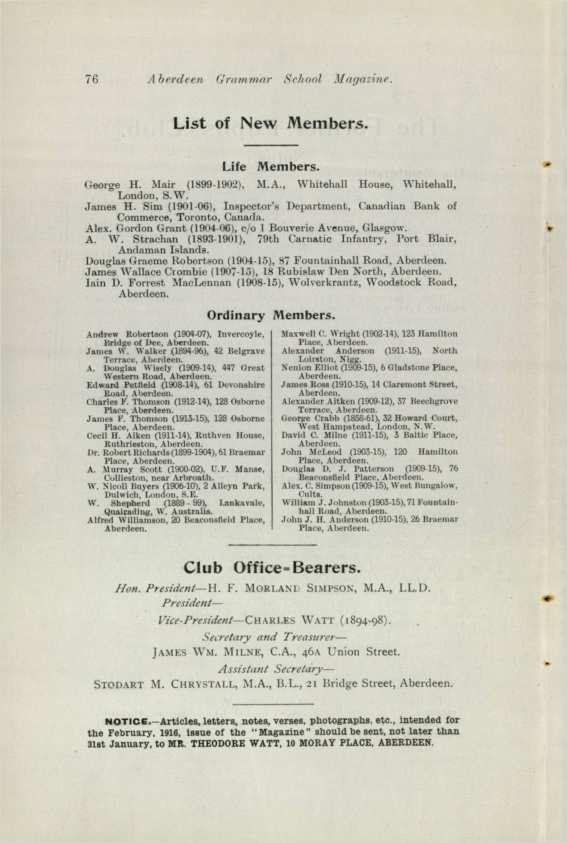 76 Aberdeen Grammar School Magazine.
List of New Members.
Life Members.
George H. Mair (1899-1902), M.A., Whitehall House, Whitehall,
London, S.W.
James H. Sim (1901-06), Inspector's Department, Canadian Bank of
Commerce, Toronto, Canada.
Alex. Gordon Grant (1904-06), c/o 1 Bouverie Avenue, Glasgow.
A. W. Strachan (1893-1901), 79th Carnatic Infantry, Port Blair,
Andaman Islands.
Douglas Graeme Robertson (1904-15), 87 Fountainhall Road, Aberdeen.
James Wallace Crombie (1907-15), 18 Rubislaw Den North, Aberdeen.
Iain D. Forrest MacLennan (1908-15), Wolverkrantz, Woodstock Road,
Aberdeen.
Ordinary Members.
Andrew Robertson (1904-07), Invercoyle,
Bridge of Dee, Aberdeen.
James W. Walker (1894-96), 42 Belgrave
Terrace, Aberdeen.
A. Douglas Wisely (1909-14), 447 Great
Western Road, Aberdeen.
Edward Petfield (1908-14), 61 Devonshire
Road, Aberdeen.
Charles F. Thomson (1912-14), 128 Osborne
Place, Aberdeen.
James F. Thomson (1913-15), 128 Osborne
Place, Aberdeen.
Cecil H. Aiken (1911-14), Ruthven House,
Ruthrieston, Aberdeen.
Dr. Robert Richards (1899-1904), 61 Braemar
Place, Aberdeen.
A. Murray Scott (1900-02), U.F. Manse,
Collieston, near Arbroath.
W. Nicoll Buyers (1906-10), 2 Alleyn Park,
Dulwich, London, S.E.
W. Shepherd (1889-99), Lankavale,
Quairading, W. Australia.
Alfred Williamson, 20 Beaconsfield Place,
Aberdeen.
Maxwell C. Wright (1902-14), 123 Hamilton
Place, Aberdeen.
Alexander Anderson (1911-15), North
Loirston, Nigg.
Nenion Elliot (1909-15), 6 Gladstone Place,
Aberdeen.
James Ross (1910-15), 14 Claremont Street,
Aberdeen.
Alexander Aitken (1909-12), 37 Beechgrove
Terrace, Aberdeen.
George Crabb (1858-61), 32 Howard Court,
West Hampstead, London, N.W.
David C. Milne (1911-15), 3 Baltic Place,
Aberdeen.
John McLeod (1903-15), 120 Hamilton
Place, Aberdeen.
Douglas D. J. Patterson (1909-15), 76
Beaconsfield Place, Aberdeen.
Alex. C. Simpson (1909-15), West Bungalow,
Culta.
William J. Johnston (1903-15), 71 Fountain-
hall Road, Aberdeen.
John J. H. Anderson (1910-15), 26 Braemar
Place, Aberdeen.
Club Office-Bearers.
Hon. President—H. F. MORLAND SIMPSON, M.A., LL.D.
President—
Vice-President—CHARLES WATT (1894-98).
Secretary and Treasurer—
JAMES WM. MILNE, C.A., 46A Union Street.
Assistant Secretary—
STODART M. CHRYSTALL, M.A., B.L., 21 Bridge Street, Aberdeen.
NOTICE.—Articles, letters, notes, verses, photographs, etc., intended for
the February, 1916, issue of the "Magazine" should be sent, not later than
31st January, to MR. THEODORE WATT, 10 MORAY PLACE, ABERDEEN.